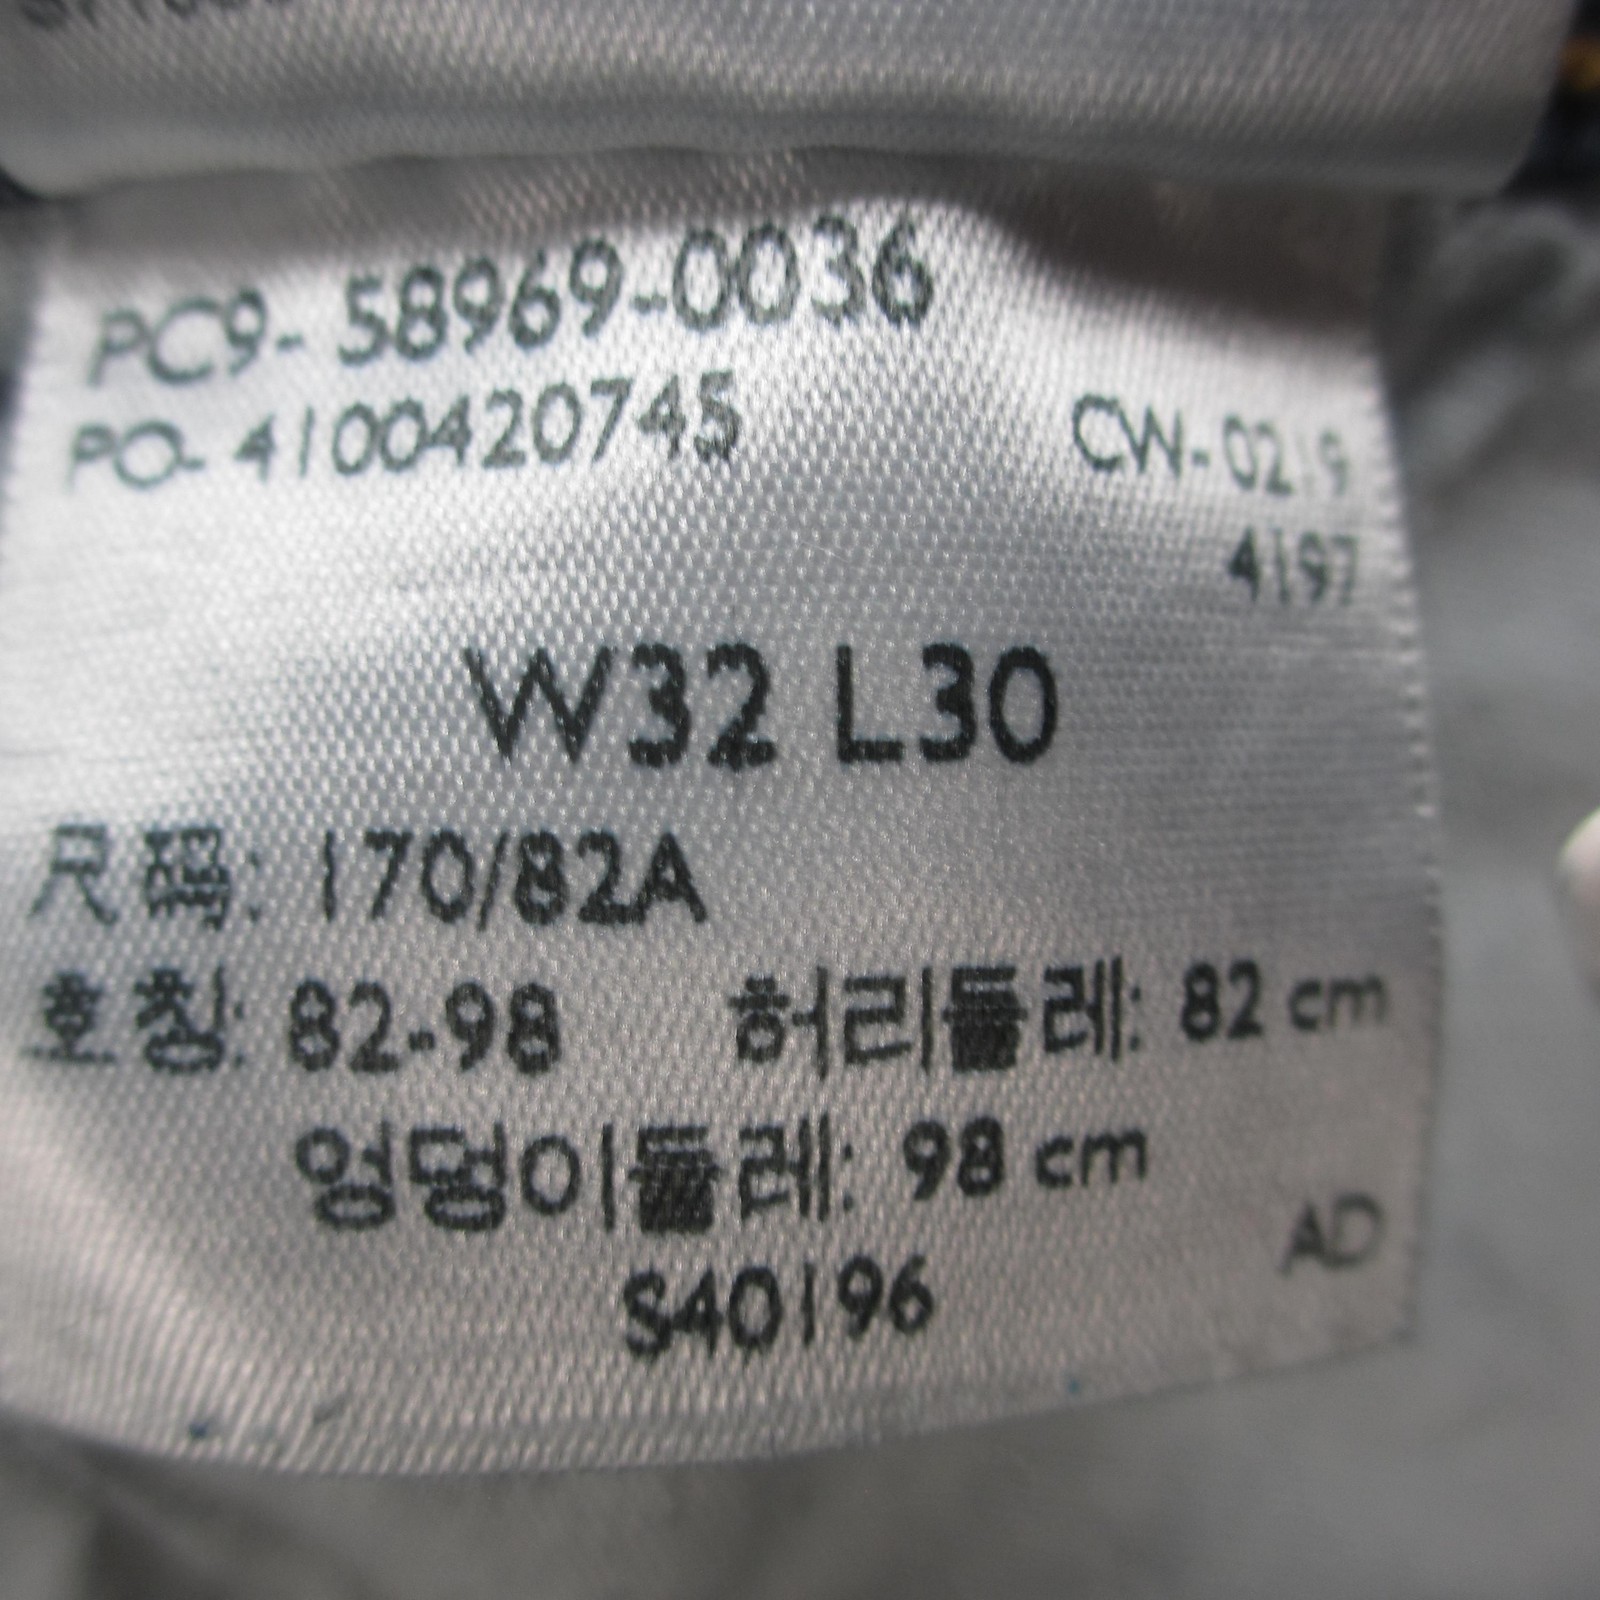 PC9- 58969-0036
PO- 4100420745 CW-0219
4197
W32 L30
尺码: 170/82A
호칭: 82-98 허리둘레: 82 cm
엉덩이둘레: 98 cm
AD
S40196